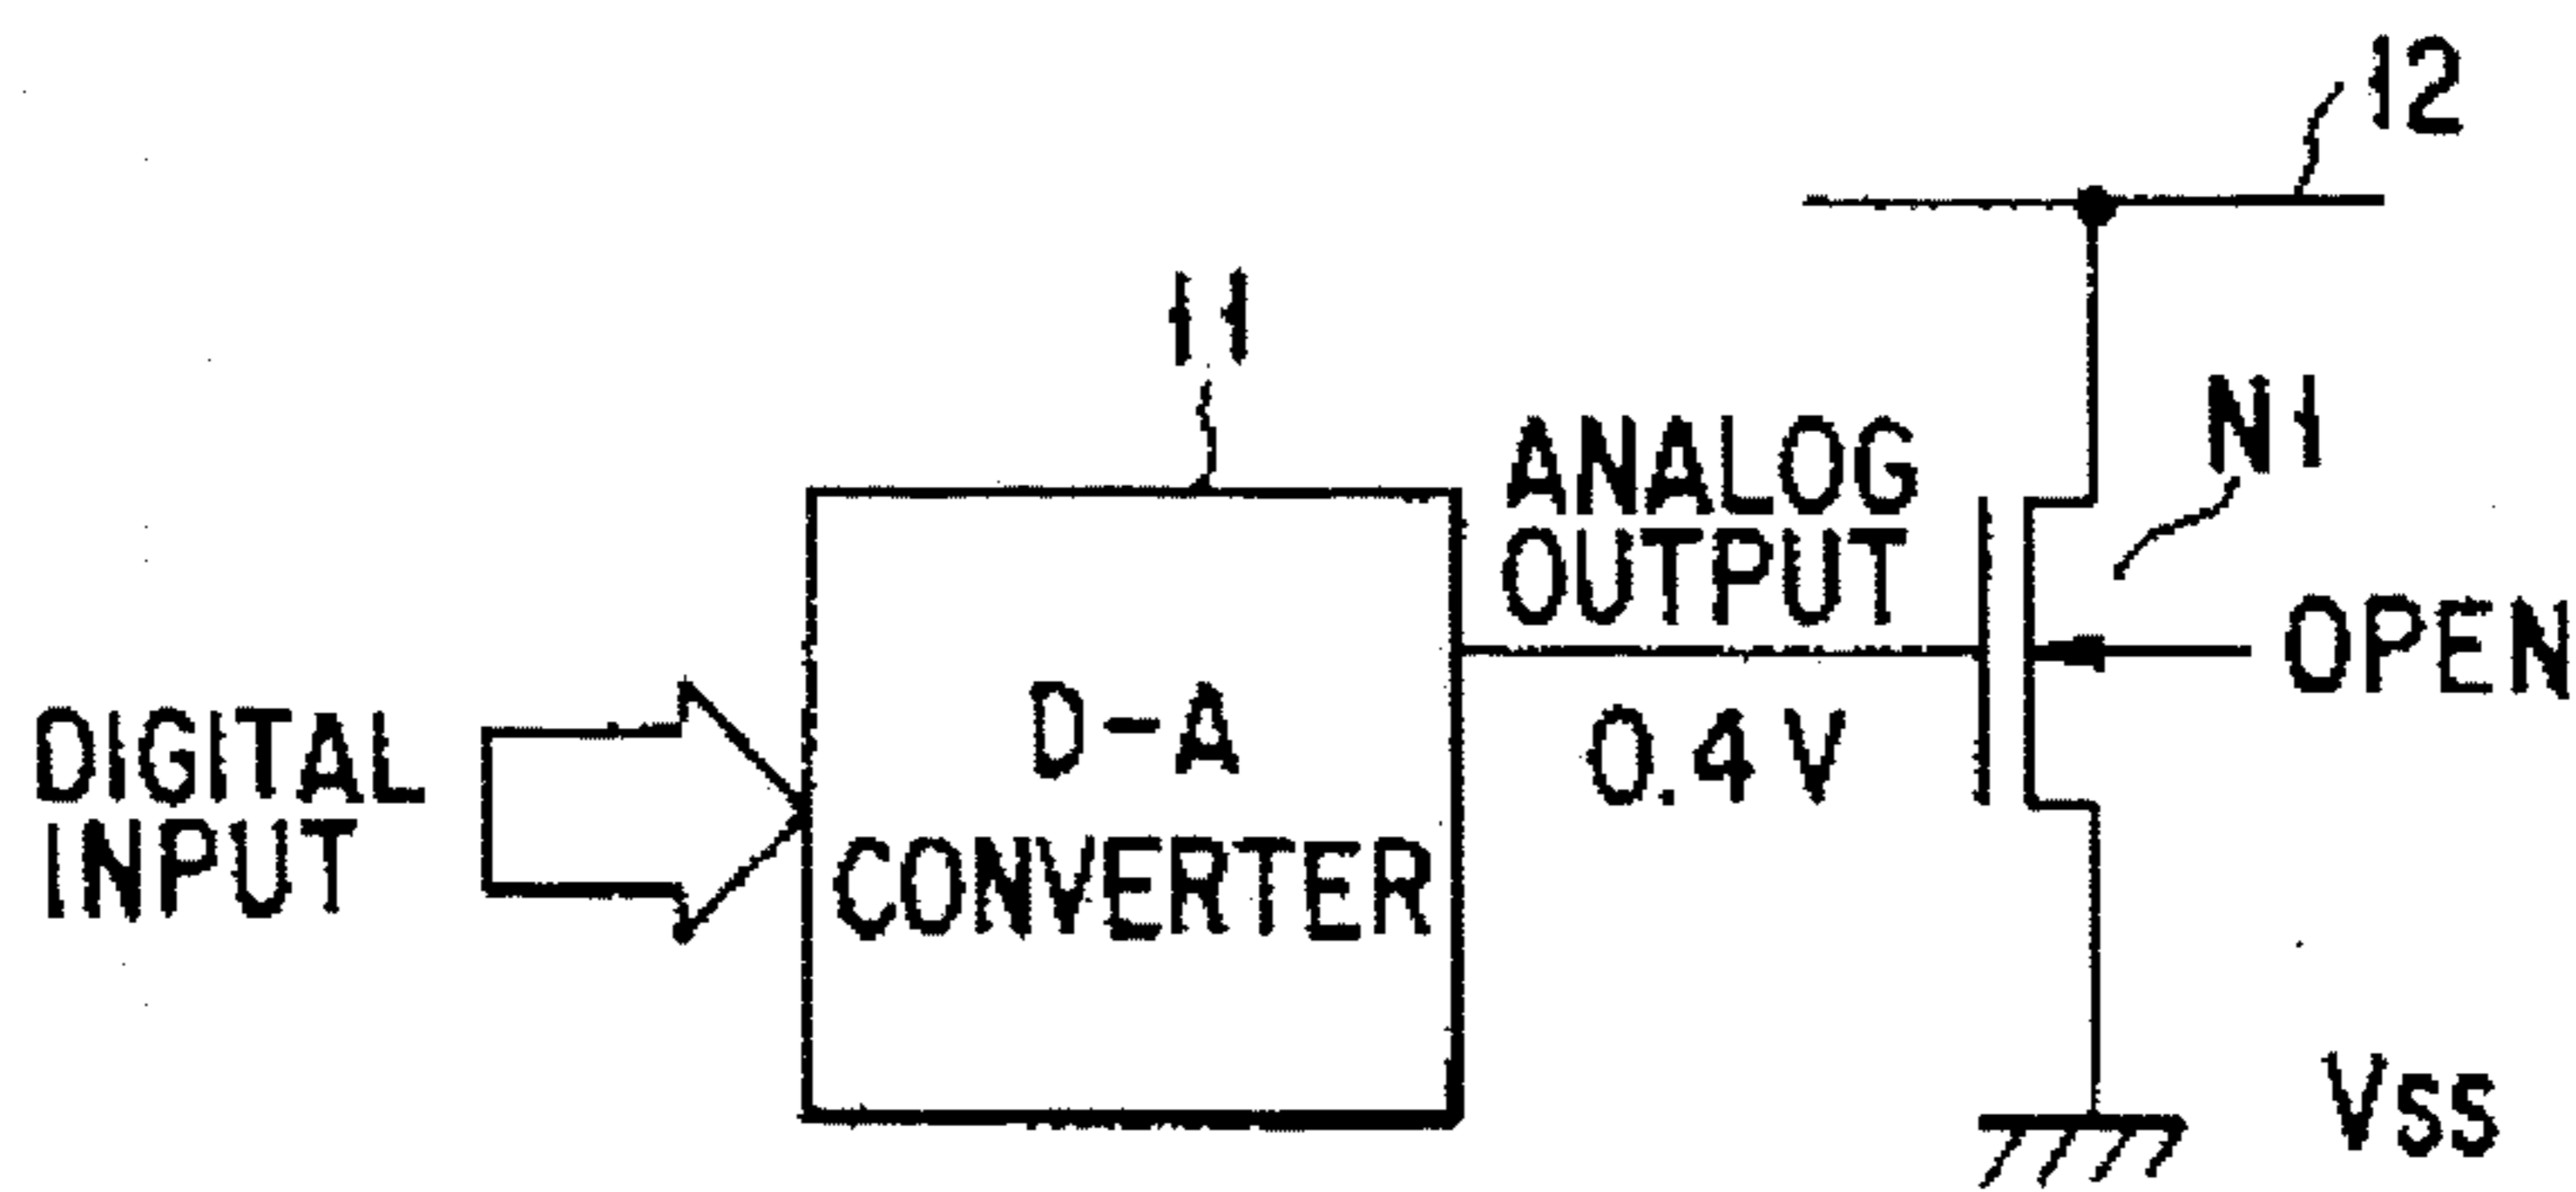 12
11
N1
ANALOG
OUTPUT
OPEN
0.4V
DIGITAL
INPUT
D-A
CONVERTER
VSS